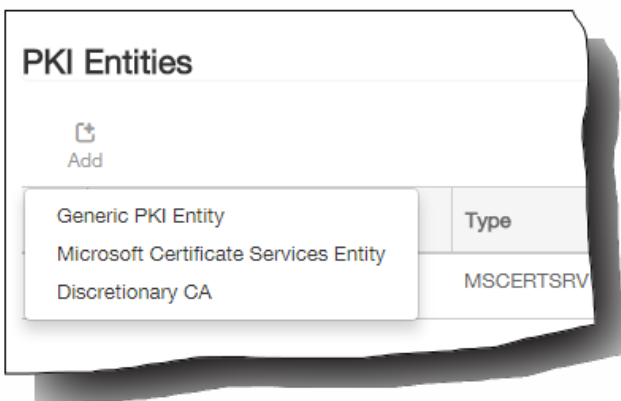 PKI Entities
Add
Generic PKI Entity
Type
Microsoft Certificate Services Entity
MSCERTSRV
Discretionary CA